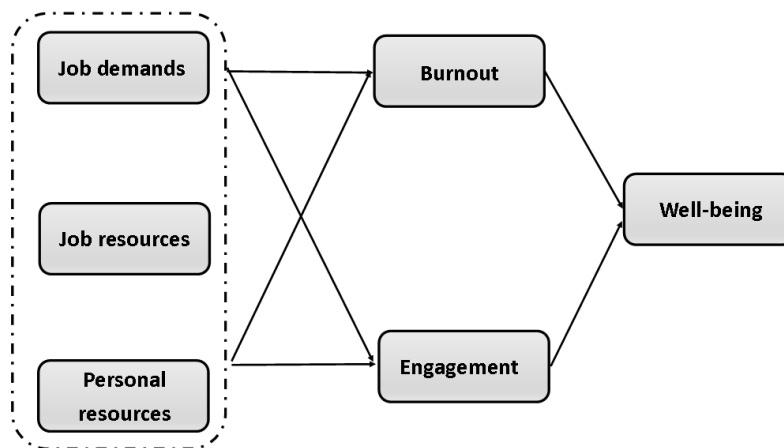 Job demands
Burnout
Well-being
Job resources
Engagement
Personal
resources